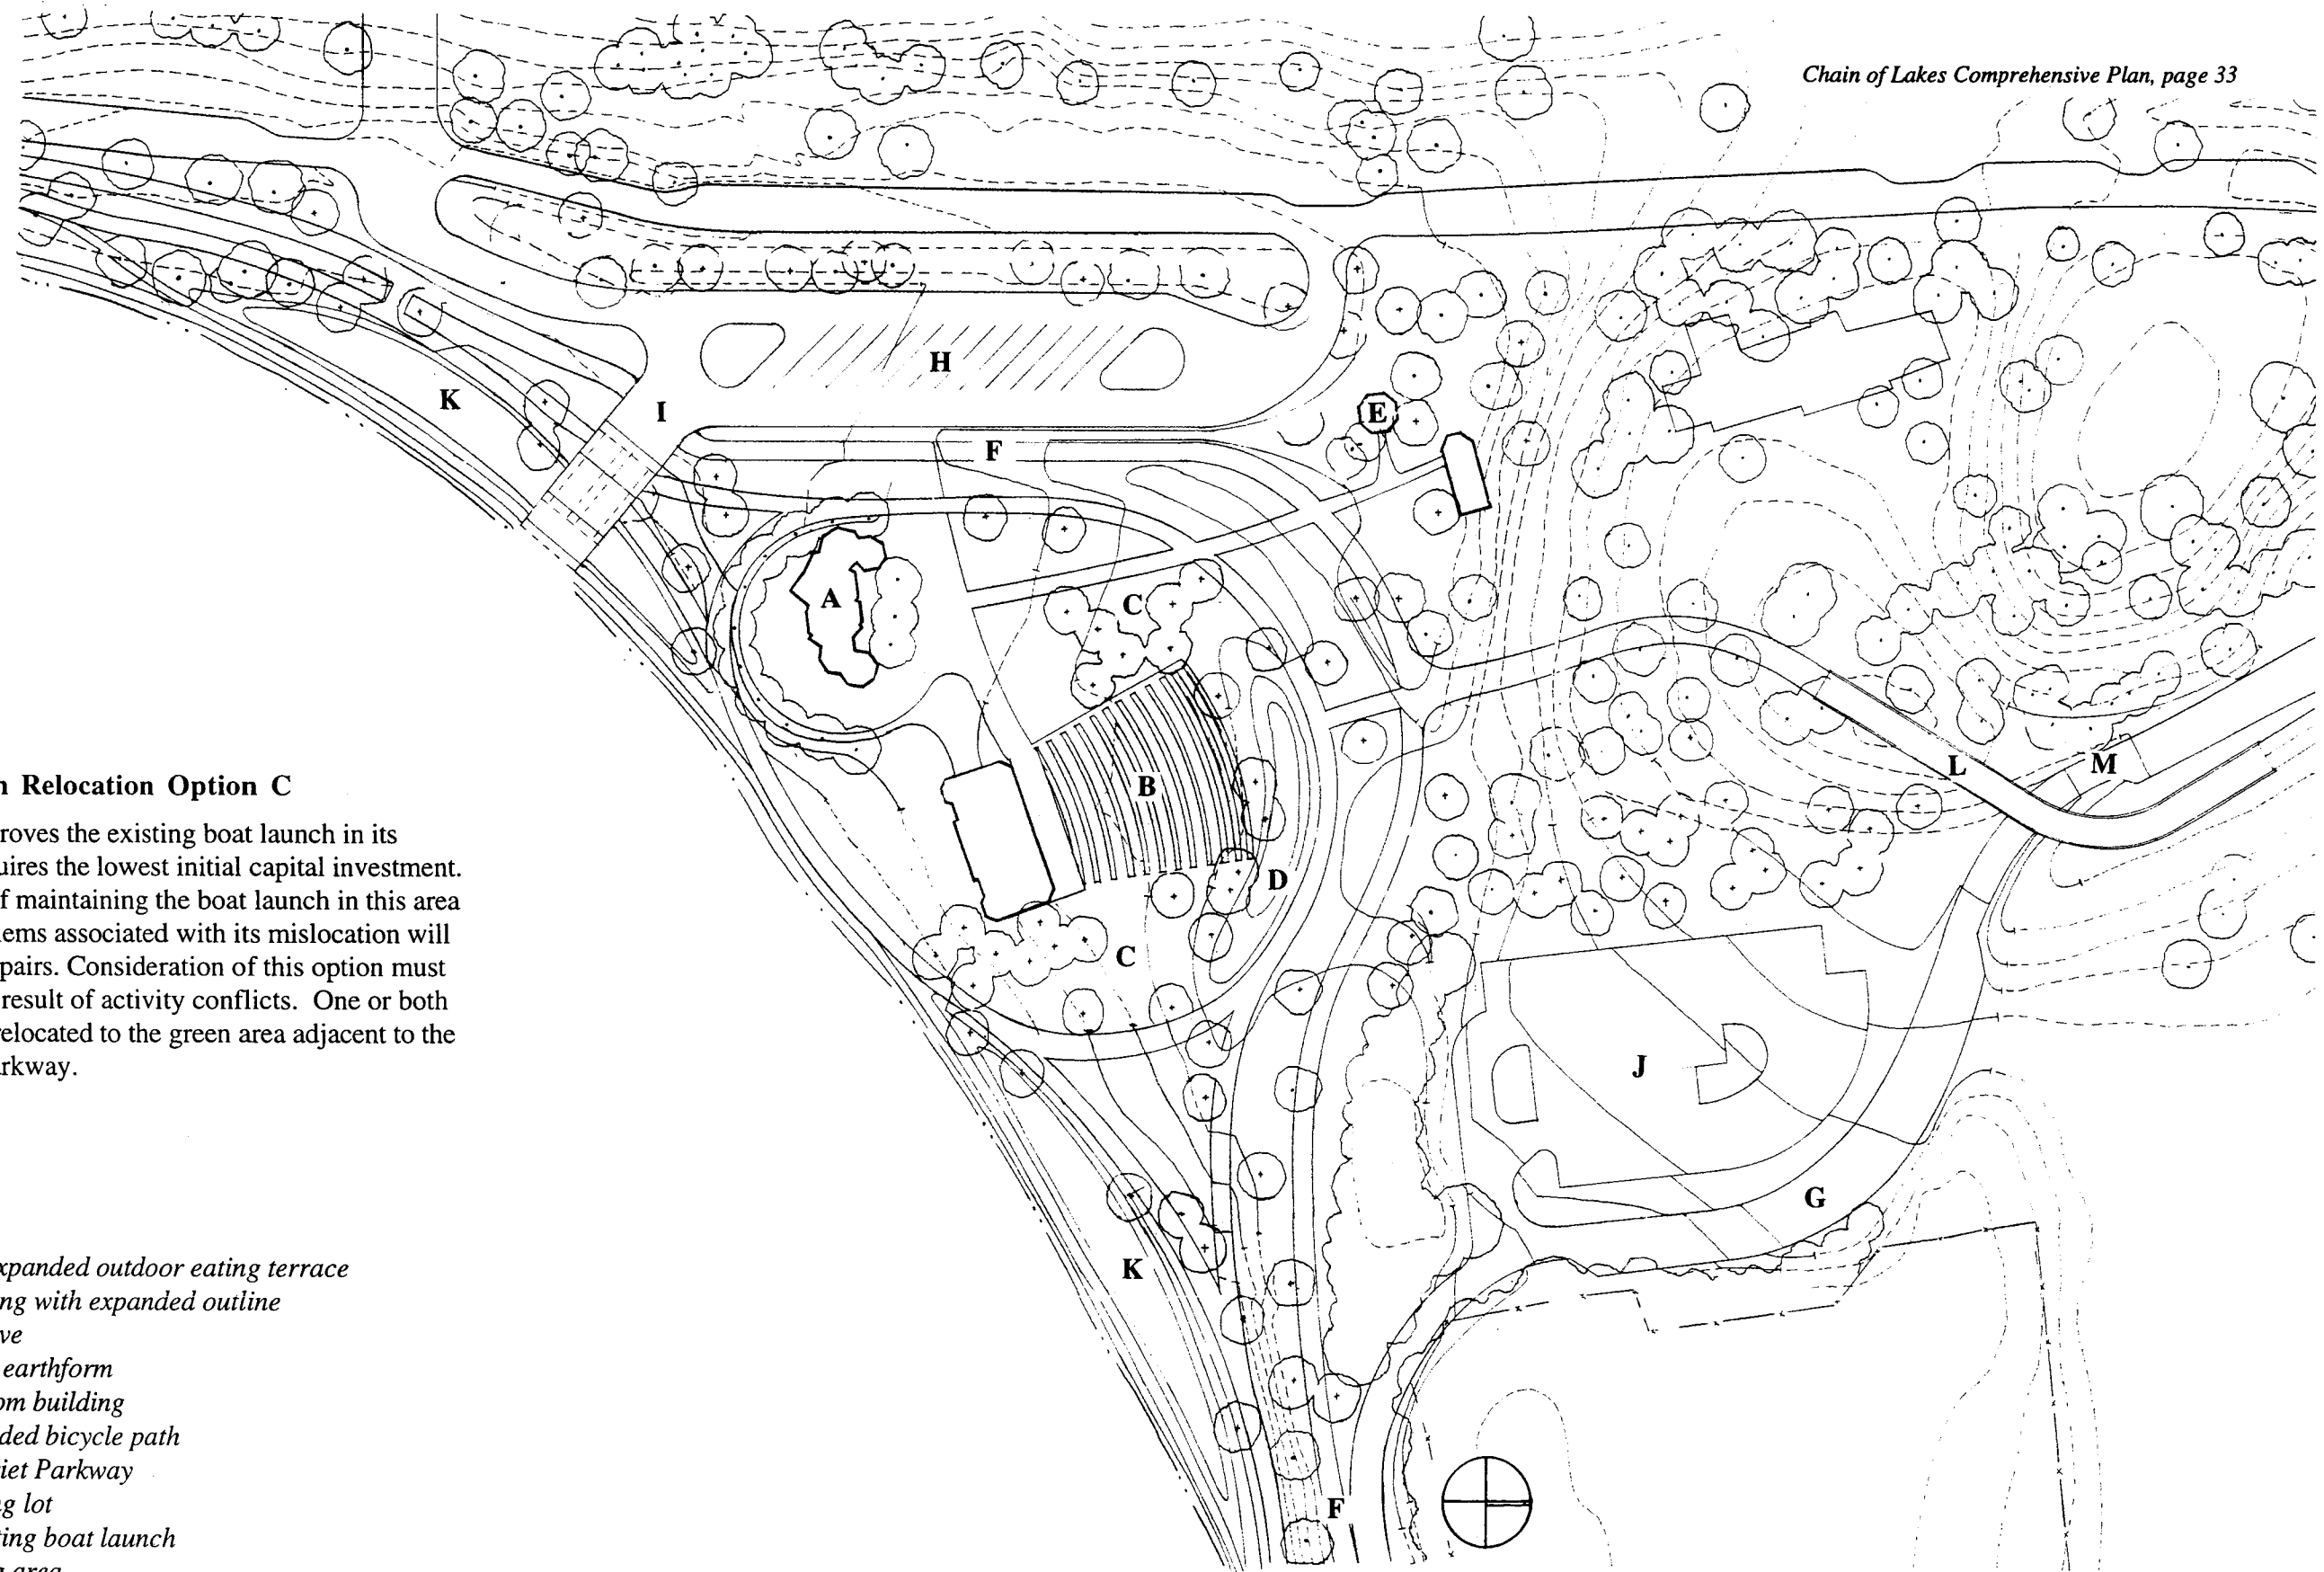 Chain of Lakes Comprehensive Plan, page 33
H
K
I
E
F
A
C
L
M
B
Relocation Option C
roves the existing boat launch in its
uires the lowest initial capital investment.
f maintaining the boat launch in this area
D
ems associated with its mislocation will
C
pairs. Consideration of this option must
result of activity conflicts. One or both
elocated to the green area adjacent to the
rkway.
J
G
K
xpanded outdoor eating terrace
ng with expanded outline
ve
earthform
om building
ded bicycle path
iet Parkway
g lot
F
ting boat launch
area